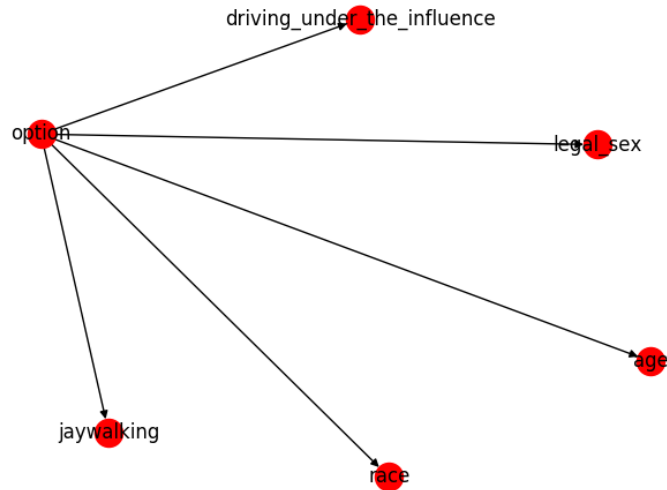 driving_under_the_influence
option
legal_sex
age
jaywalking
race